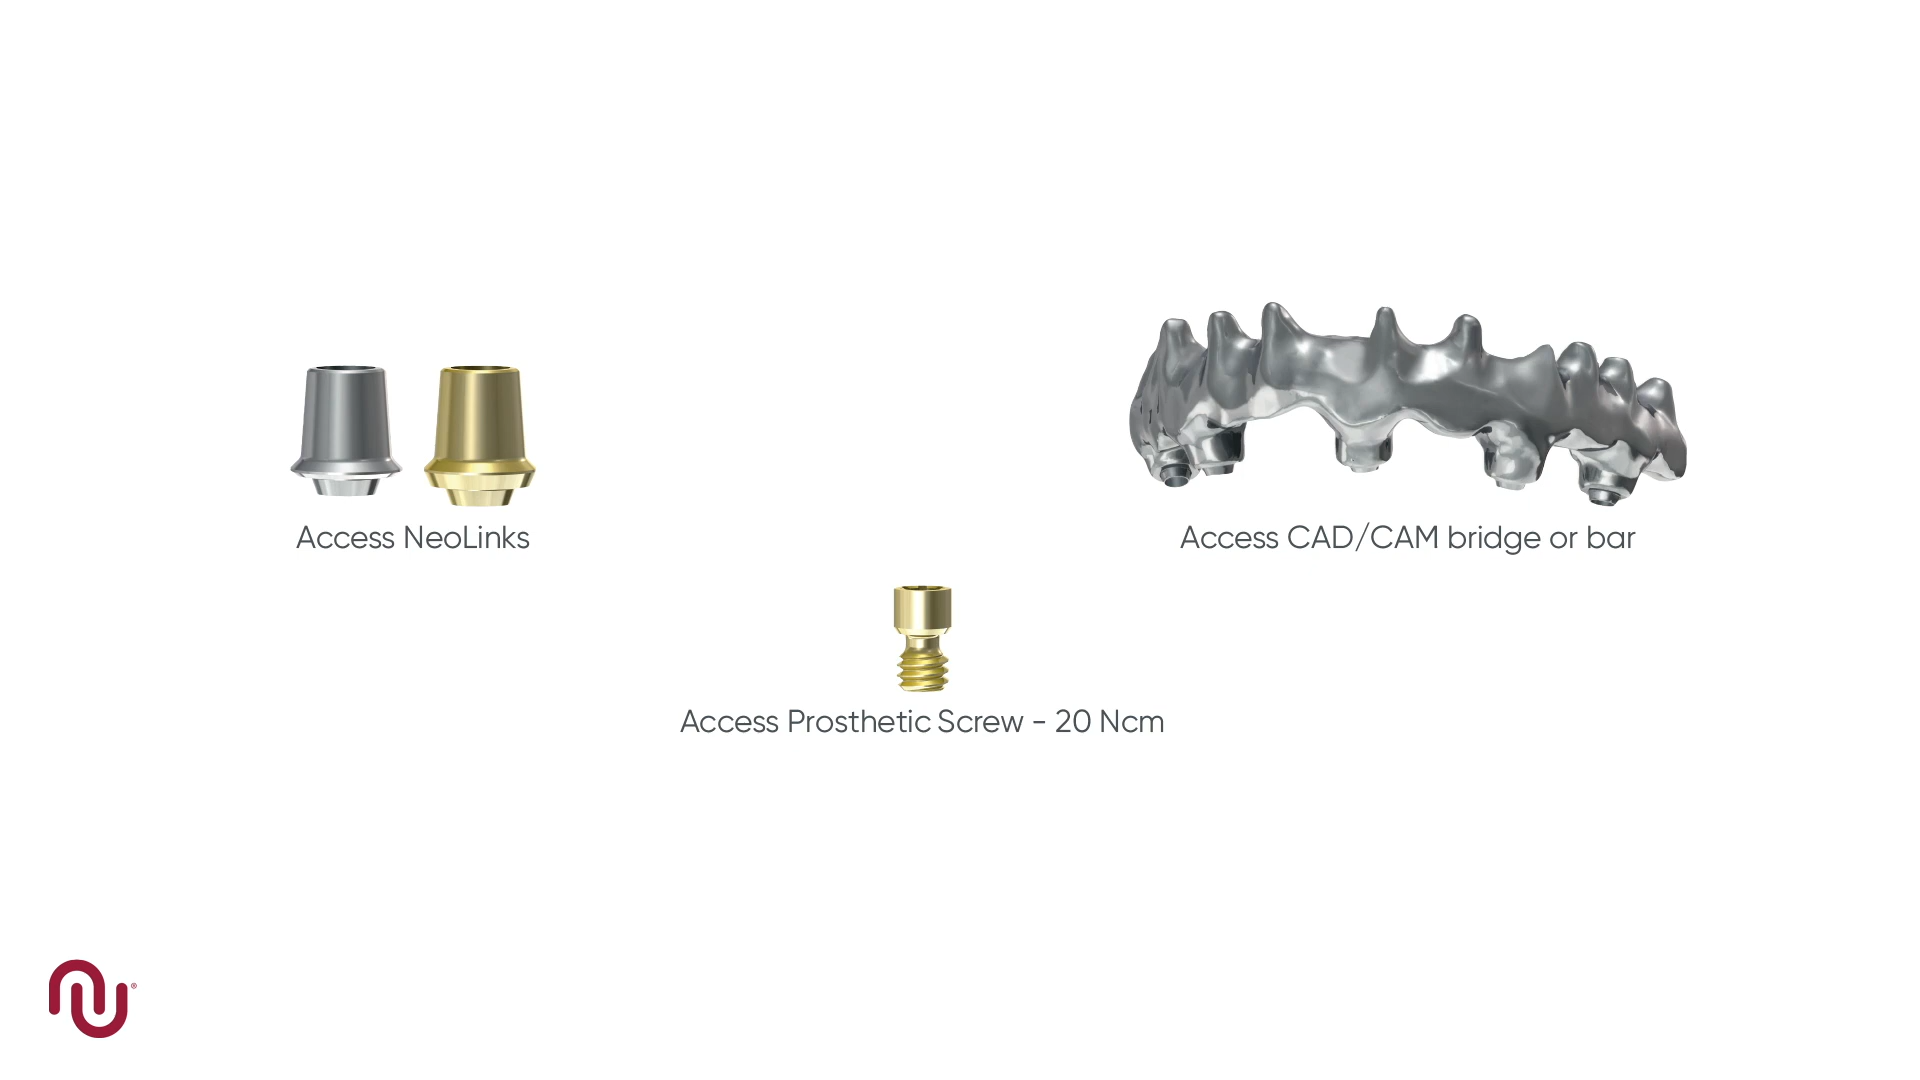 Access NeoLinks
Access CAD/CAM bridge or bar
Access Prosthetic Screw - 20 Ncm
®